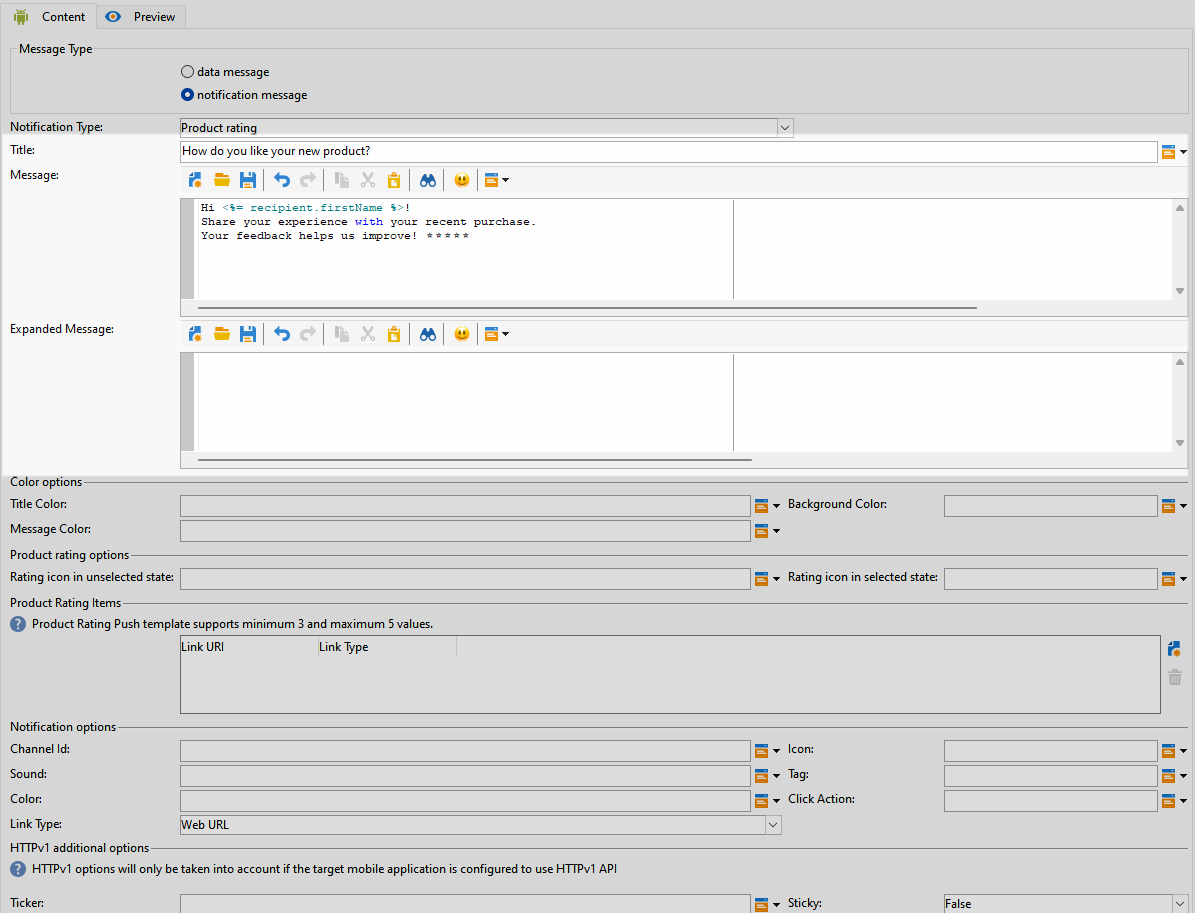 Content Preview
Message Type
data message
notification message
Notification Type: Product rating
Title: How do you like your new product?
Message:
Hi <%= recipient.firstName %>!
Share your experience with your recent purchase.
Your feedback helps us improve! ★★★★★
Expanded Message:
Color options
Title Color: Background Color:
Message Color:
Product rating options
Rating icon in unselected state: Rating icon in selected state:
Product Rating Items
? Product Rating Push template supports minimum 3 and maximum 5 values.
Link URI Link Type
Notification options
Channel Id: Icon:
Sound: Tag:
Color: Click Action:
Link Type: Web URL
HTTPv1 additional options
? HTTPv1 options will only be taken into account if the target mobile application is configured to use HTTPv1 API
Ticker: Sticky: False